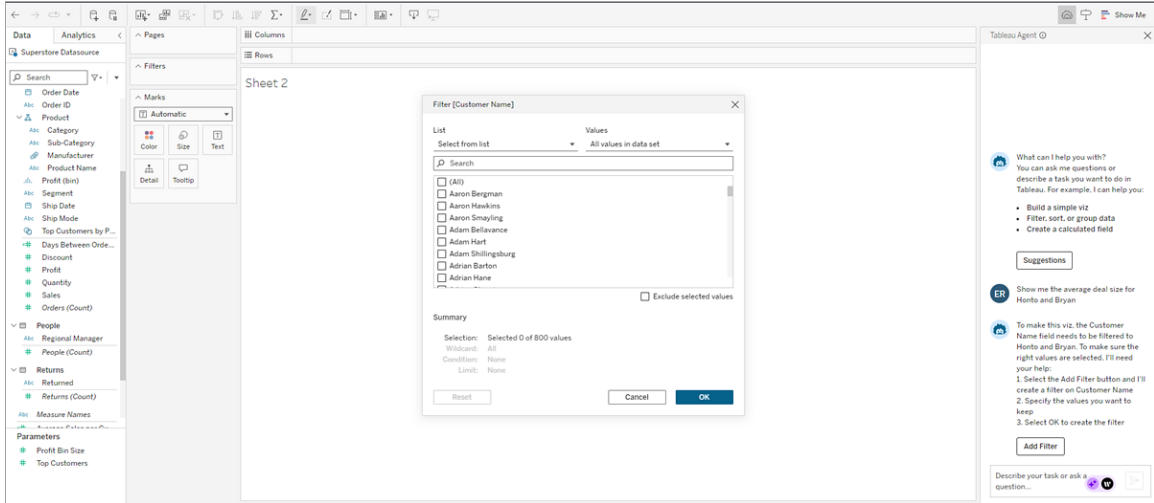 Show Me
Data
Analytics
Pages
Columns
Tableau Agent
Superstore Datasource
Rows
Search
Filters
Sheet 2
Order Date
Abc Order ID
Product
Abc Category
Abc Sub-Category
Manufacturer
Abc Product Name
Profit (bin)
Abc Segment
Ship Date
Abc Ship Mode
Top Customers by P...
Days Between Orde...
# Discount
# Profit
# Quantity
# Sales
# Orders (Count)
People
Abc Regional Manager
# People (Count)
Returns
Abc Returned
# Returns (Count)
Abc Measure Names
Parameters
# Profit Bin Size
# Top Customers
Marks
Automatic
Color
Size
Text
Detail
Tooltip
Filter [Customer Name]
List
Values
Select from list
All values in data set
Search
(All)
Aaron Bergman
Aaron Hawkins
Aaron Smayling
Adam Bellavance
Adam Hart
Adam Shillingsburg
Adrian Barton
Adrian Hane
Exclude selected values
Summary
Selection: Selected 0 of 800 values
Wildcard: All
Condition: None
Limit: None
Reset
Cancel
OK
What can I help you with?
You can ask me questions or
describe a task you want to do in
Tableau. For example, I can help you:
• Build a simple viz
• Filter, sort, or group data
• Create a calculated field
Suggestions
ER
Show me the average deal size for
Honto and Bryan
To make this viz, the Customer
Name field needs to be filtered to
Honto and Bryan. To make sure the
right values are selected, I'll need
your help:
1. Select the Add Filter button and I'll
create a filter on Customer Name
2. Specify the values you want to
keep
3. Select OK to create the filter
Add Filter
Describe your task or ask a
question...
W